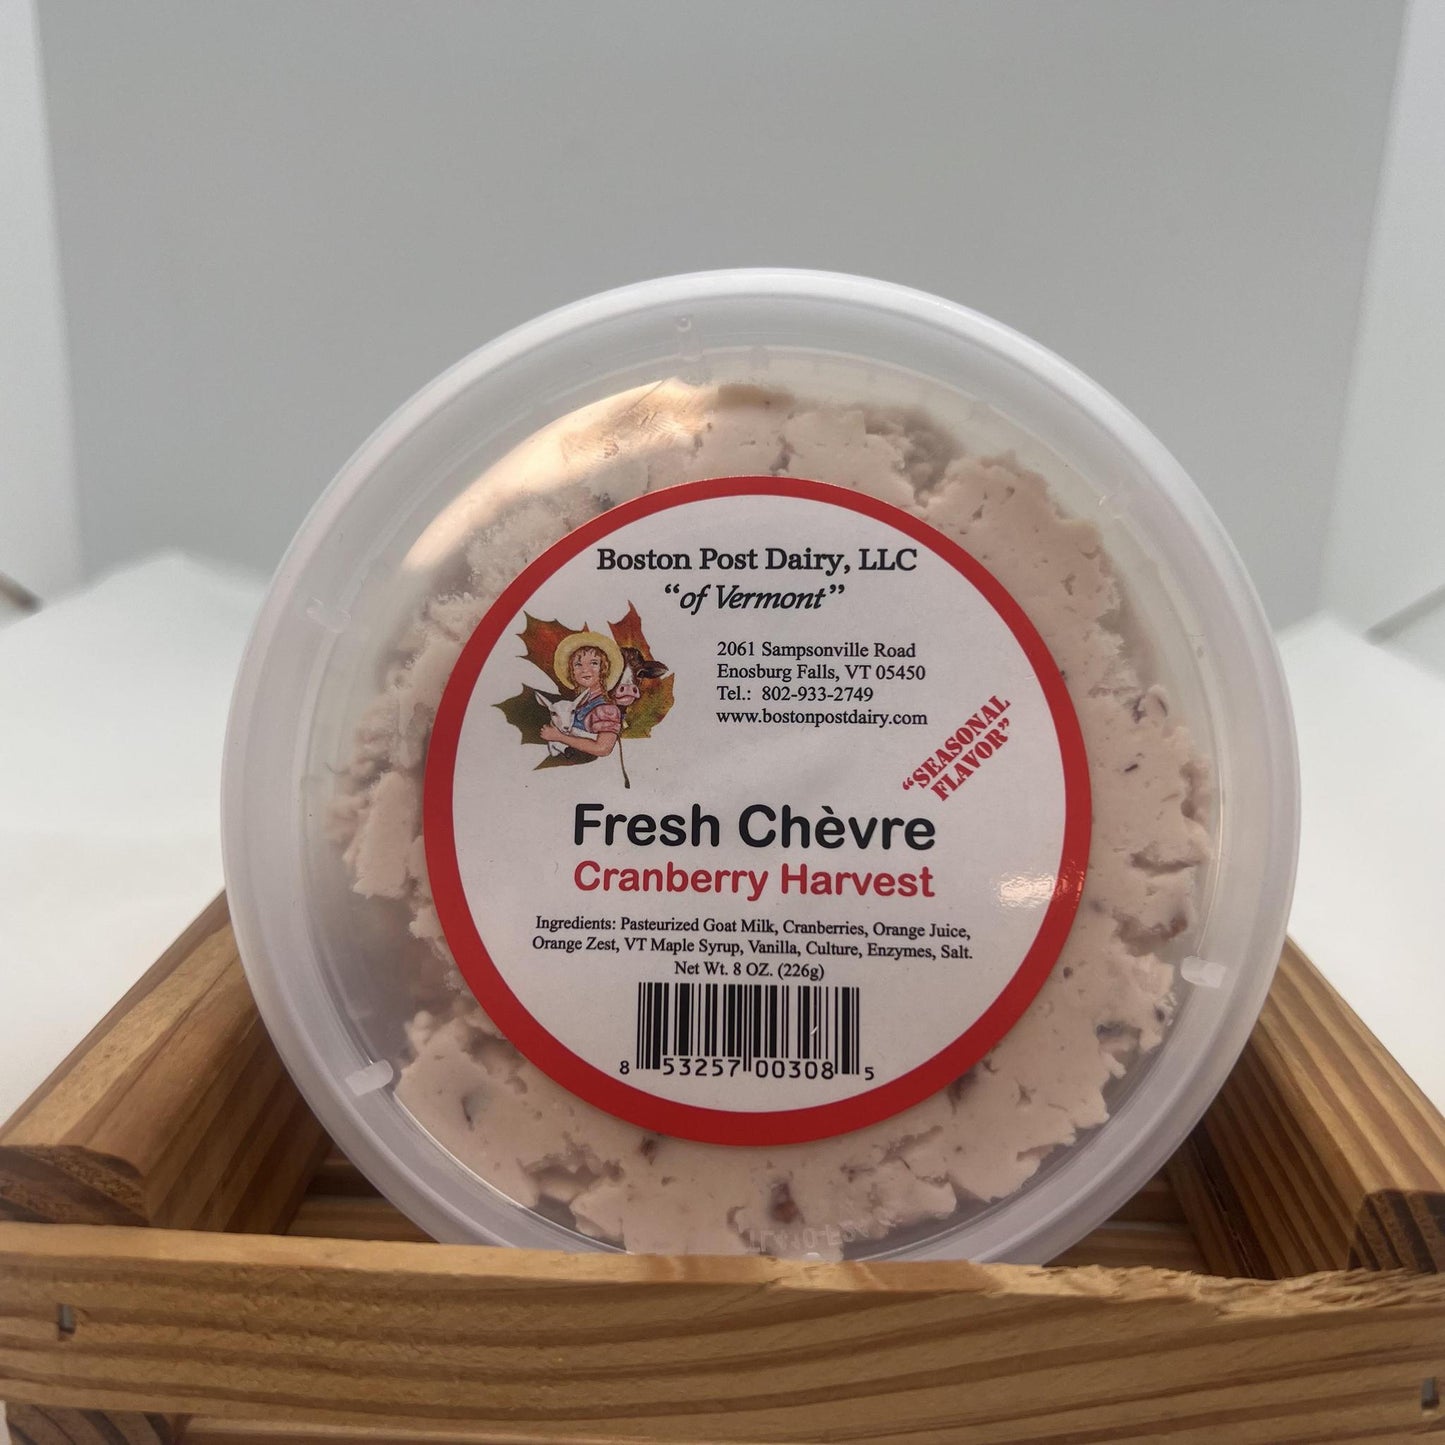 Boston Post Dairy, LLC
"of Vermont"
2061 Sampsonville Road
Enosburg Falls, VT 05450
Tel.: 802-933-2749
www.bostonpostdairy.com
"SEASONAL
FLAVOR"
Fresh Chèvre
Cranberry Harvest
Ingredients: Pasteurized Goat Milk, Cranberries, Orange Juice,
Orange Zest, VT Maple Syrup, Vanilla, Culture, Enzymes, Salt.
Net Wt. 8 OZ. (226g)
8 53257 00308 5